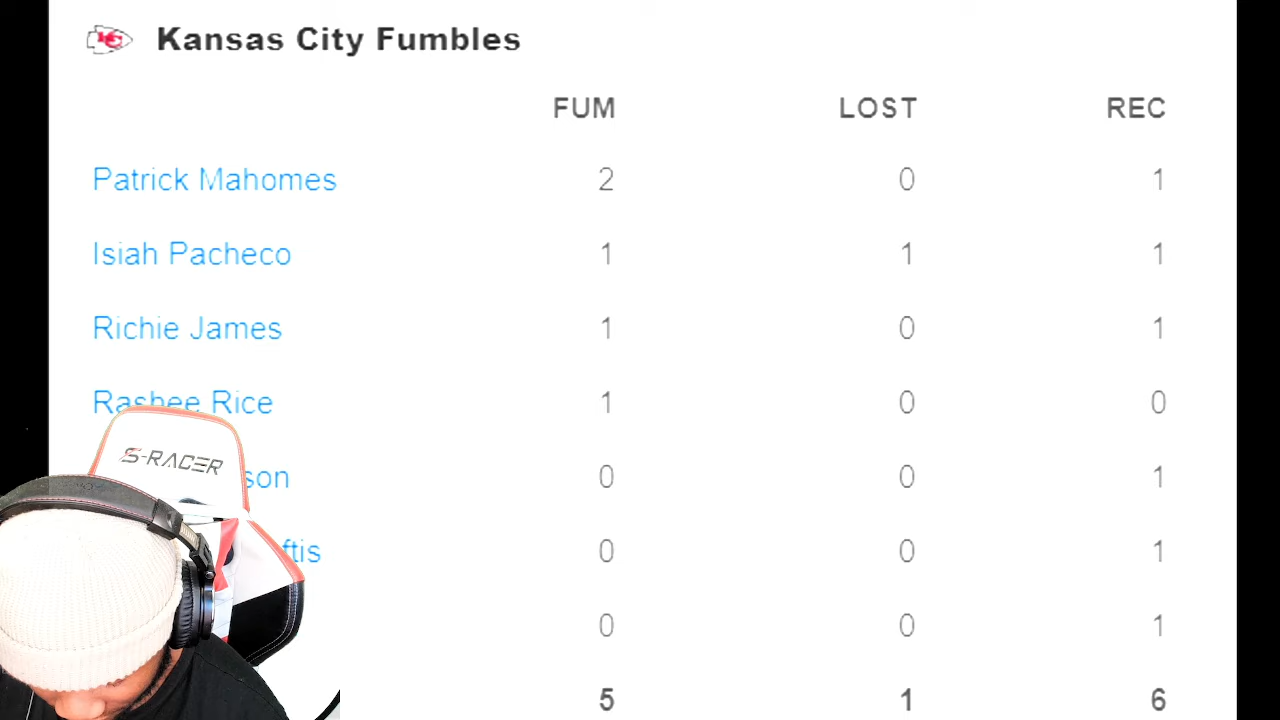 Kansas City Fumbles
FUM LOST REC
Patrick Mahomes 2 0 1
Isiah Pacheco 1 1 1
Richie James 1 0 1
Rashee Rice 1 0 0
son 0 0 1
ftis 0 0 1
0 0 1
5 1 6
S-RACER